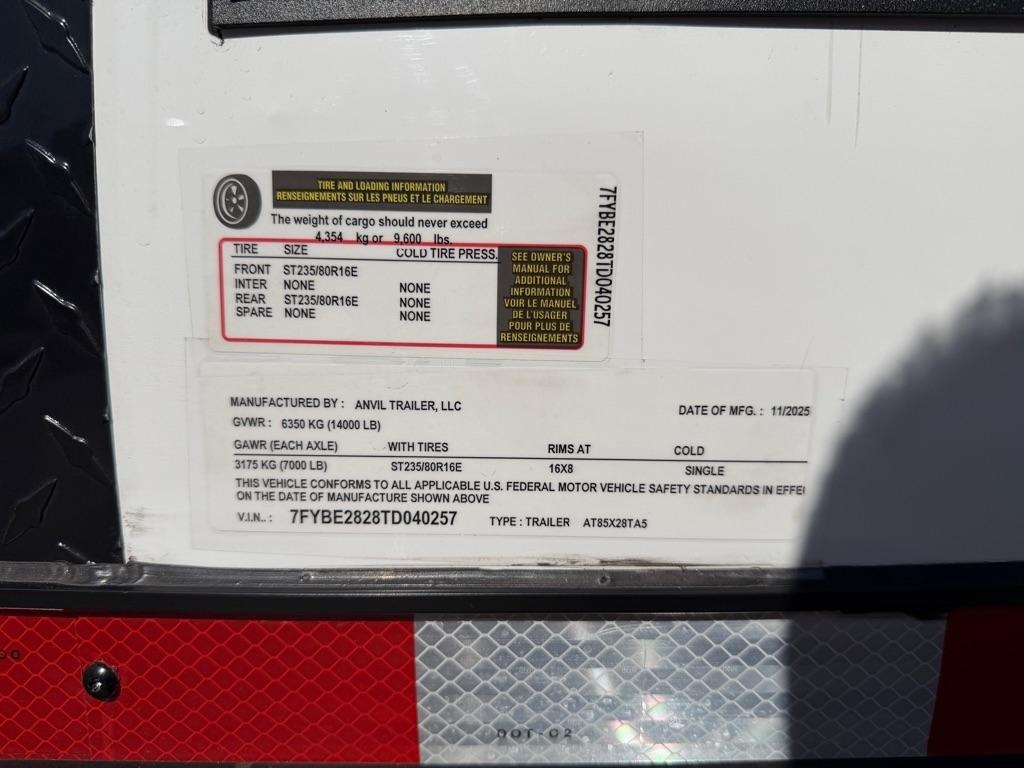 TIRE AND LOADING INFORMATION
RENSEIGNEMENTS SUR LES PNEUS ET LE CHARGEMENT
The weight of cargo should never exceed
4,354 kg or 9,600 lbs.
TIRE SIZE COLD TIRE PRESS.
FRONT ST235/80R16E
INTER NONE NONE
REAR ST235/80R16E NONE
SPARE NONE NONE
SEE OWNER'S
MANUAL FOR
ADDITIONAL
INFORMATION
VOIR LE MANUEL
DE L'USAGER
POUR PLUS DE
RENSEIGNEMENTS
7FYBE2828TD040257
MANUFACTURED BY : ANVIL TRAILER, LLC DATE OF MFG. : 11/2025
GVWR : 6350 KG (14000 LB)
GAWR (EACH AXLE) WITH TIRES RIMS AT COLD
3175 KG (7000 LB) ST235/80R16E 16X8 SINGLE
THIS VEHICLE CONFORMS TO ALL APPLICABLE U.S. FEDERAL MOTOR VEHICLE SAFETY STANDARDS IN EFFE
ON THE DATE OF MANUFACTURE SHOWN ABOVE
V.I.N.. : 7FYBE2828TD040257 TYPE : TRAILER AT85X28TA5
DOT-C2